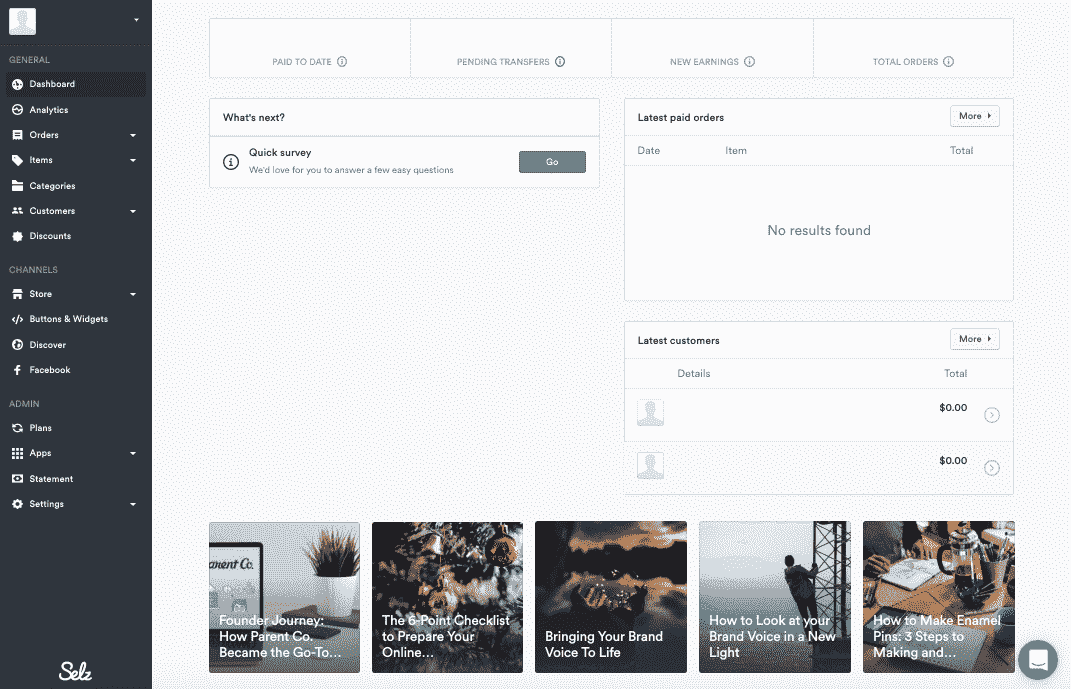 GENERAL
Dashboard
Analytics
Orders
Items
Categories
Customers
Discounts
CHANNELS
Store
Buttons & Widgets
Discover
Facebook
ADMIN
Plans
Apps
Statement
Settings
Selz
PAID TO DATE
PENDING TRANSFERS
NEW EARNINGS
TOTAL ORDERS
What's next?
Quick survey
We'd love for you to answer a few easy questions
Go
Latest paid orders
More
Date Item Total
No results found
Latest customers
More
Details Total
$0.00
$0.00
arent Co.
Founder Journey:
How Parent Co.
Became the Go-To...
The 6-Point Checklist
to Prepare Your
Online...
Bringing Your Brand
Voice To Life
How to Look at your
Brand Voice in a New
Light
How to Make Enamel
Pins: 3 Steps to
Making and...